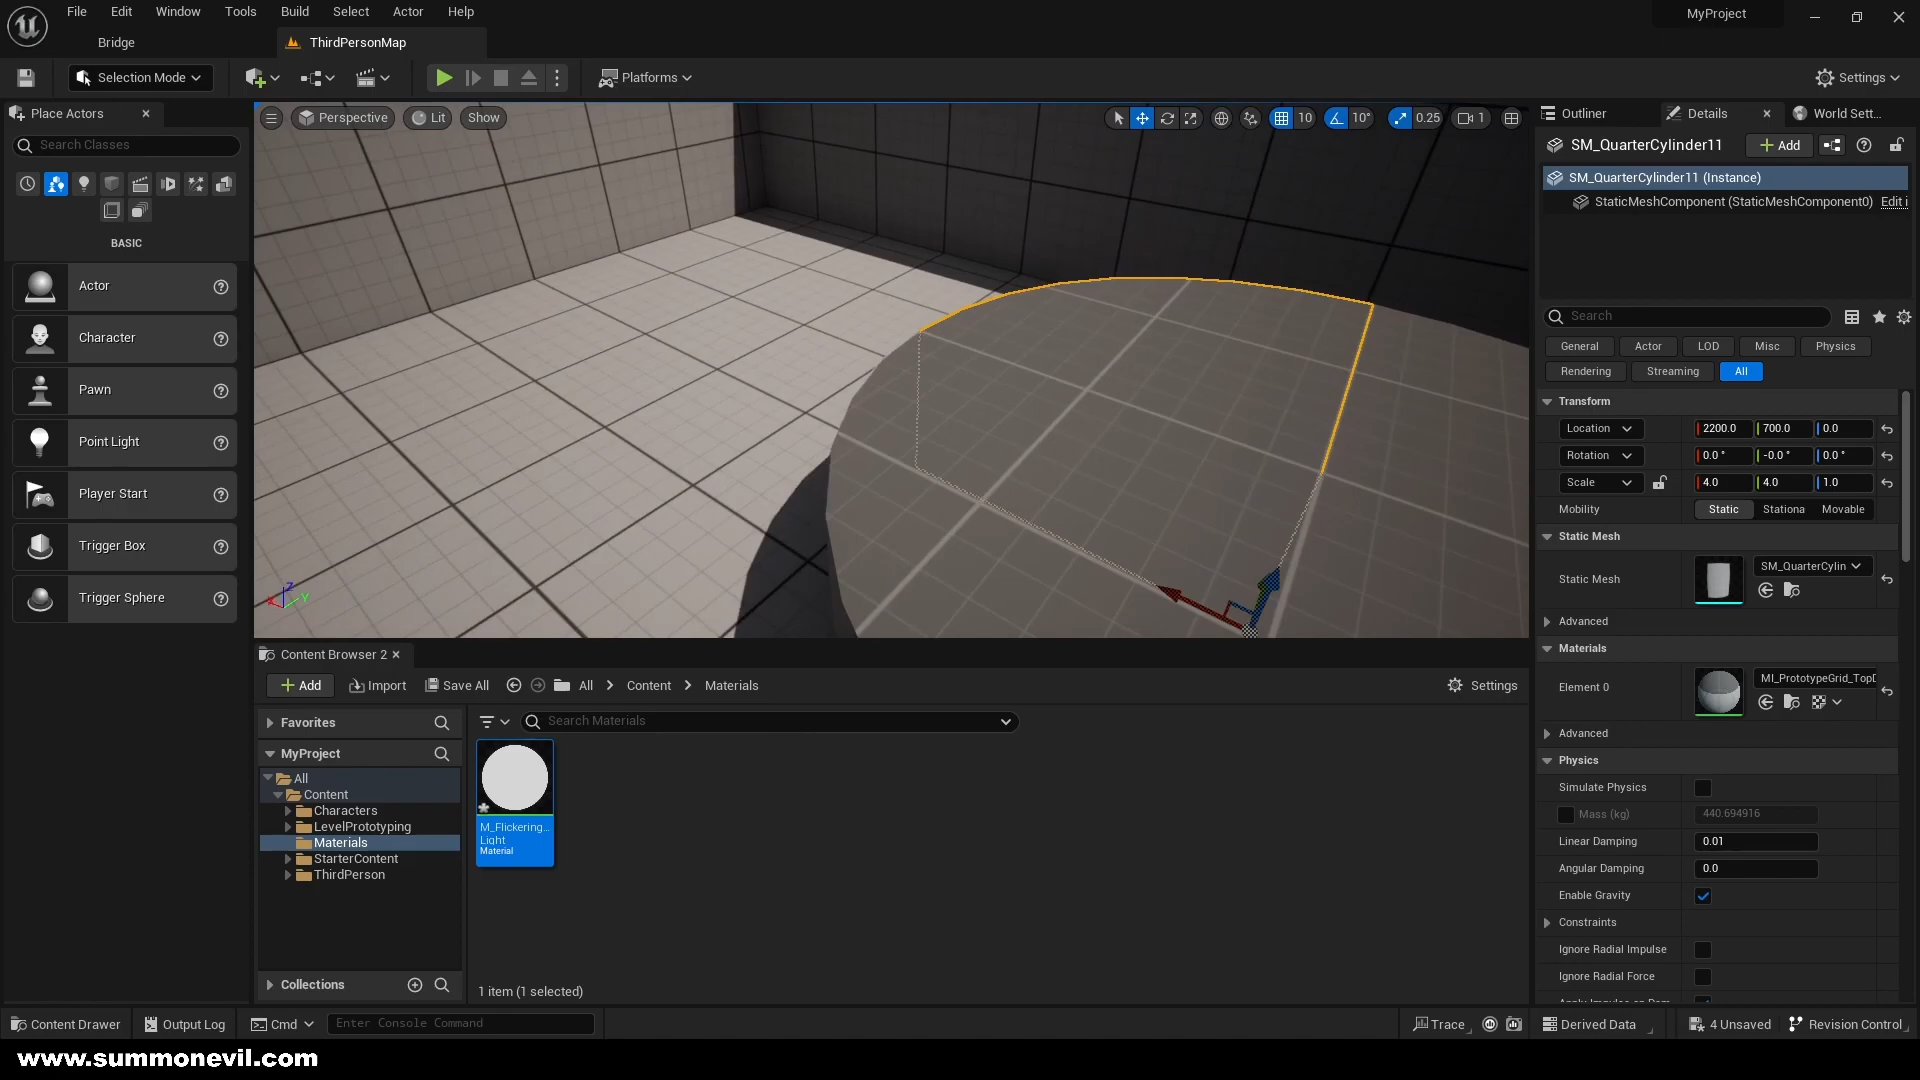 File Edit Window Tools Build Select Actor Help
MyProject
Bridge
ThirdPersonMap
Selection Mode
Platforms
Settings
Place Actors
Search Classes
BASIC
Actor
Character
Pawn
Point Light
Player Start
Trigger Box
Trigger Sphere
Perspective Lit Show
10 10° 0.25 1
Z
X
Y
Outliner Details World Sett...
SM_QuarterCylinder11
Add
SM_QuarterCylinder11 (Instance)
StaticMeshComponent (StaticMeshComponent0) Edit i
Search
General Actor LOD Misc Physics
Rendering Streaming All
Transform
Location 2200.0 700.0 0.0
Rotation 0.0 ° -0.0 ° 0.0 °
Scale 4.0 4.0 1.0
Mobility Static Stationa Movable
Static Mesh
Static Mesh SM_QuarterCylin
Advanced
Materials
Element 0 MI_PrototypeGrid_TopD
Advanced
Physics
Simulate Physics
Mass (kg) 440.694916
Linear Damping 0.01
Angular Damping 0.0
Enable Gravity
Constraints
Ignore Radial Impulse
Ignore Radial Force
Content Browser 2
Add Import Save All All Content Materials Settings
Favorites
MyProject
All
Content
Characters
LevelPrototyping
Materials
StarterContent
ThirdPerson
Collections
Search Materials
M_Flickering...
Light
Material
1 item (1 selected)
Content Drawer Output Log Cmd Enter Console Command Trace Derived Data 4 Unsaved Revision Control
www.summonevil.com